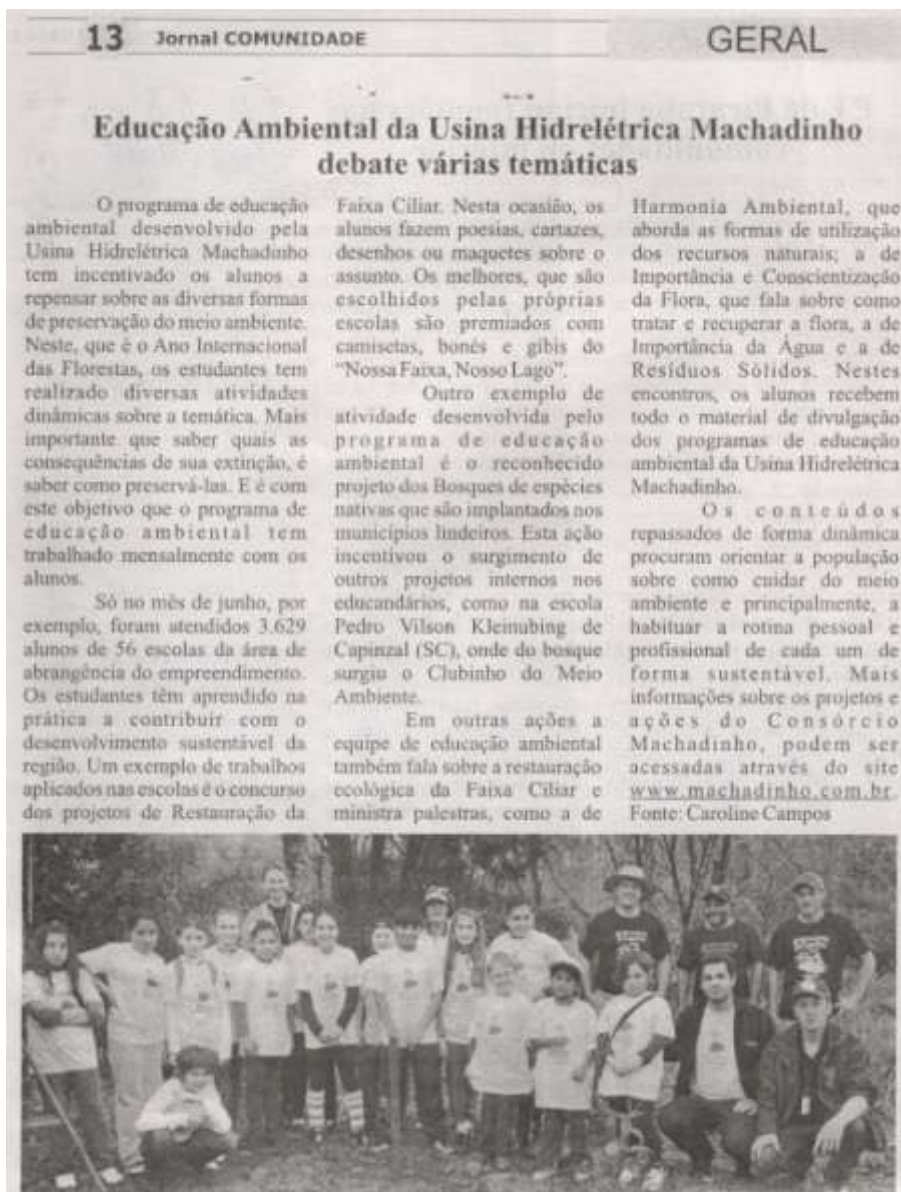 13 Jornal COMUNIDADE
GERAL
Educação Ambiental da Usina Hidrelétrica Machadinho
debate várias temáticas
O programa de educação
ambiental desenvolvido pela
Usina Hidrelétrica Machadinho
tem incentivado os alunos a
repensar sobre as diversas formas
de preservação do meio ambiente.
Neste, que é o Ano Internacional
das Florestas, os estudantes tem
realizado diversas atividades
dinâmicas sobre a temática. Mais
importante que saber quais as
consequências de sua extinção, é
saber como preservá-las. E é com
este objetivo que o programa de
educação ambiental tem
trabalhado mensalmente com os
alunos.
Só no mês de junho, por
exemplo, foram atendidos 3.629
alunos de 56 escolas da área de
abrangência do empreendimento.
Os estudantes têm aprendido na
prática a contribuir com o
desenvolvimento sustentável da
região. Um exemplo de trabalhos
aplicados nas escolas é o concurso
dos projetos de Restauração da
Faixa Ciliar. Nesta ocasião, os
alunos fazem poesias, cartazes,
desenhos ou maquetes sobre o
assunto. Os melhores, que são
escolhidos pelas próprias
escolas são premiados com
camisetas, bonés e gibis do
“Nossa Faixa, Nosso Lago”.
Outro exemplo de
atividade desenvolvida pelo
programa de educação
ambiental é o reconhecido
projeto dos Bosques de espécies
nativas que são implantados nos
municípios lindeiros. Esta ação
incentivou o surgimento de
outros projetos internos nos
educandários, como na escola
Pedro Vilson Kleinubing de
Capinzal (SC), onde do bosque
surgiu o Clubinho do Meio
Ambiente.
Em outras ações a
equipe de educação ambiental
também fala sobre a restauração
ecológica da Faixa Ciliar e
ministra palestras, como a de
Harmonia Ambiental, que
aborda as formas de utilização
dos recursos naturais; a de
Importância e Conscientização
da Flora, que fala sobre como
tratar e recuperar a flora, a de
Importância da Água e a de
Resíduos Sólidos. Nestes
encontros, os alunos recebem
todo o material de divulgação
dos programas de educação
ambiental da Usina Hidrelétrica
Machadinho.
Os conteúdos
repassados de forma dinâmica
procuram orientar a população
sobre como cuidar do meio
ambiente e principalmente, a
habituar a rotina pessoal e
profissional de cada um de
forma sustentável. Mais
informações sobre os projetos e
ações do Consórcio
Machadinho, podem ser
acessadas através do site
www.machadinho.com.br.
Fonte: Caroline Campos